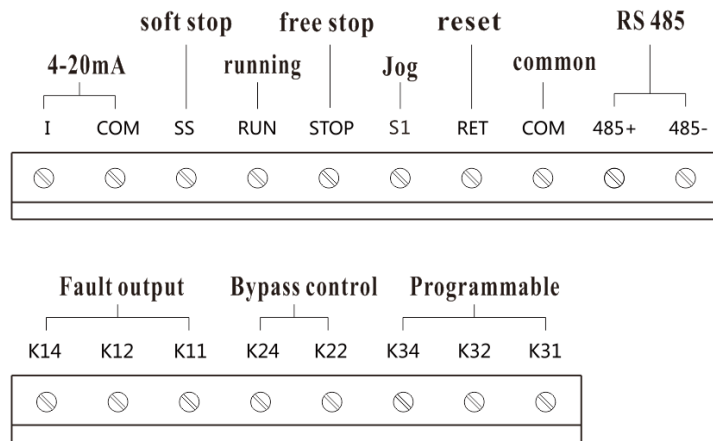 soft stop free stop reset RS 485
4-20mA running Jog common
I COM SS RUN STOP S1 RET COM 485+ 485-
Fault output Bypass control Programmable
K14 K12 K11 K24 K22 K34 K32 K31